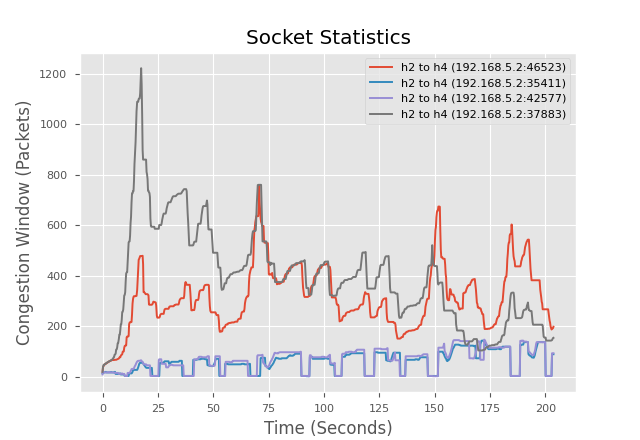 Socket Statistics
h2 to h4 (192.168.5.2:46523)
h2 to h4 (192.168.5.2:35411)
h2 to h4 (192.168.5.2:42577)
h2 to h4 (192.168.5.2:37883)
Congestion Window (Packets)
1200
1000
800
600
400
200
0
0 25 50 75 100 125 150 175 200
Time (Seconds)